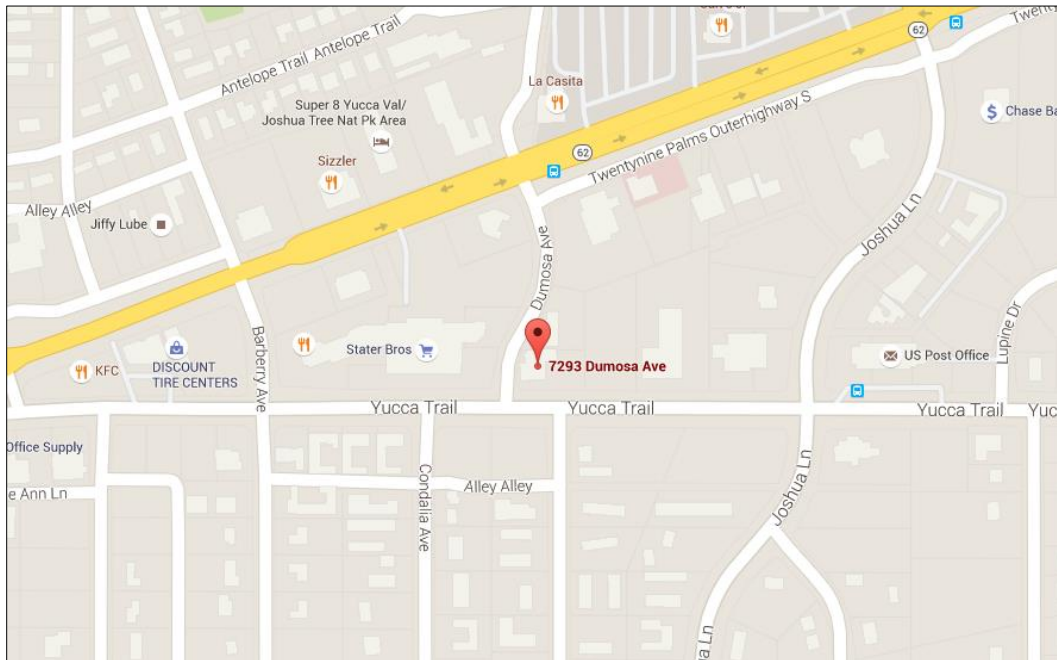 62
Twenty
Antelope Trail Antelope Trail
La Casita
Chase Ba
Super 8 Yucca Val/
Joshua Tree Nat Pk Area
62
Twentynine Palms Outerhighway S
Sizzler
Alley Alley
Jiffy Lube
Joshua Ln
Dumosa Ave
Lupine Dr
Barberry Ave
Stater Bros
US Post Office
KFC
DISCOUNT
TIRE CENTERS
7293 Dumosa Ave
Yucca Trail
Yucca Trail
Yucca Trail
Yuc
Office Supply
Condalia Ave
Joshua Ln
Alley Alley
e Ann Ln
a Ln